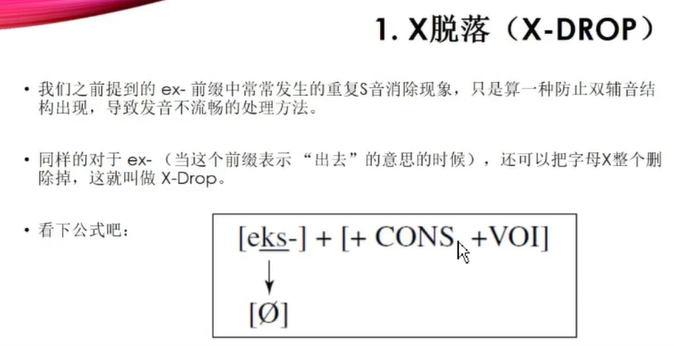 1. X脱落（X-DROP）
• 我们之前提到的 ex- 前缀中常常发生的重复S音消除现象，只是算一种防止双辅音结
构出现，导致发音不流畅的处理方法。
• 同样的对于 ex- （当这个前缀表示 “出去”的意思的时候），还可以把字母X整个删
除掉，这就叫做 X-Drop。
• 看下公式吧：
[eks-] + [+ CONS, +VOI]
↓
[Ø]